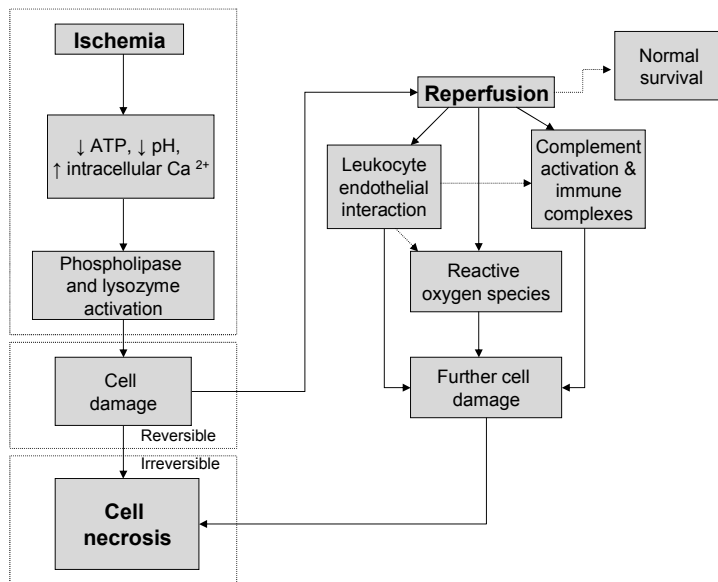 Ischemia
↓ ATP, ↓ pH,
↑ intracellular Ca 2+
Phospholipase
and lysozyme
activation
Cell
damage
Reversible
Irreversible
Cell
necrosis
Reperfusion
Normal
survival
Leukocyte
endothelial
interaction
Complement
activation &
immune
complexes
Reactive
oxygen species
Further cell
damage